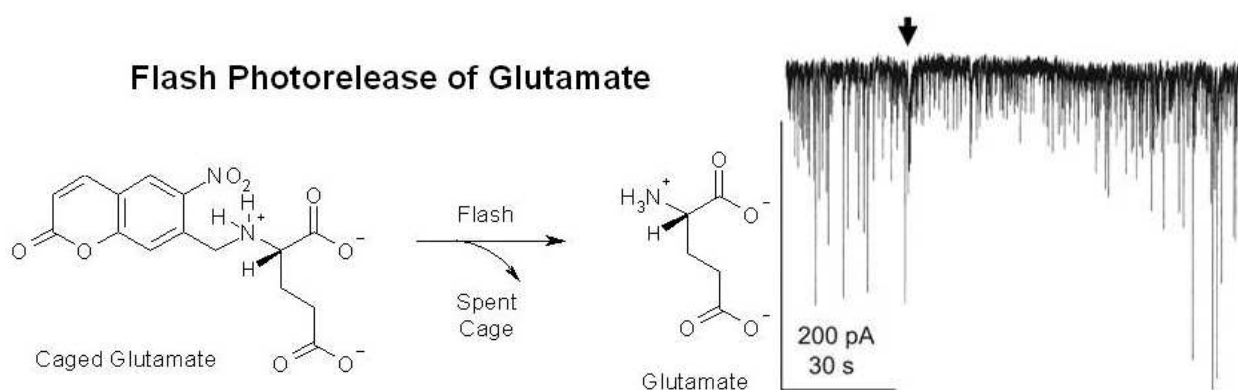 Flash Photorelease of Glutamate
NO2
H
H
N+
H
O
O−
O
O
O
O−
Caged Glutamate
Flash
Spent
Cage
H3N+
O
O−
H
O
O−
Glutamate
200 pA
30 s